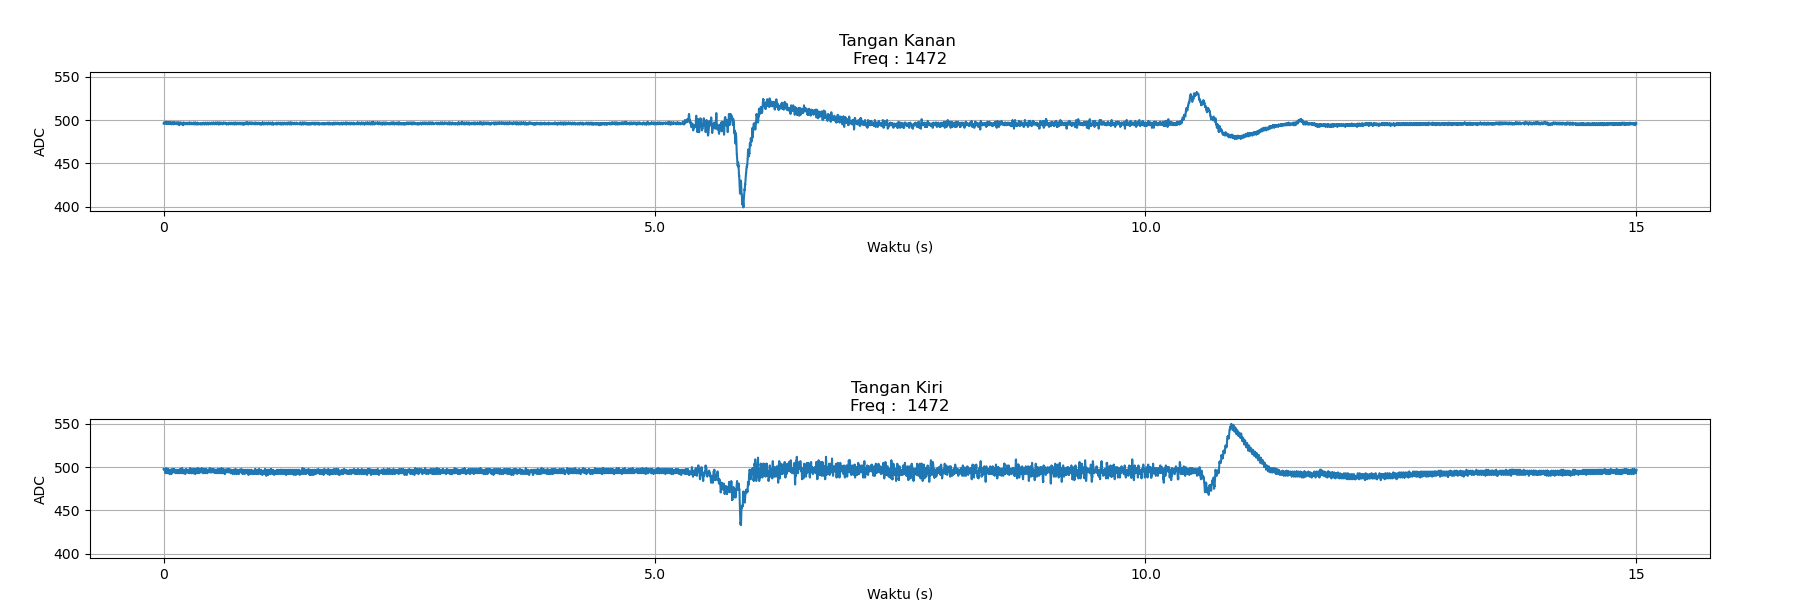 Tangan Kanan
Freq : 1472
550
500
450
400
ADC
0 5.0 10.0 15
Waktu (s)
Tangan Kiri
Freq :  1472
550
500
450
400
ADC
0 5.0 10.0 15
Waktu (s)